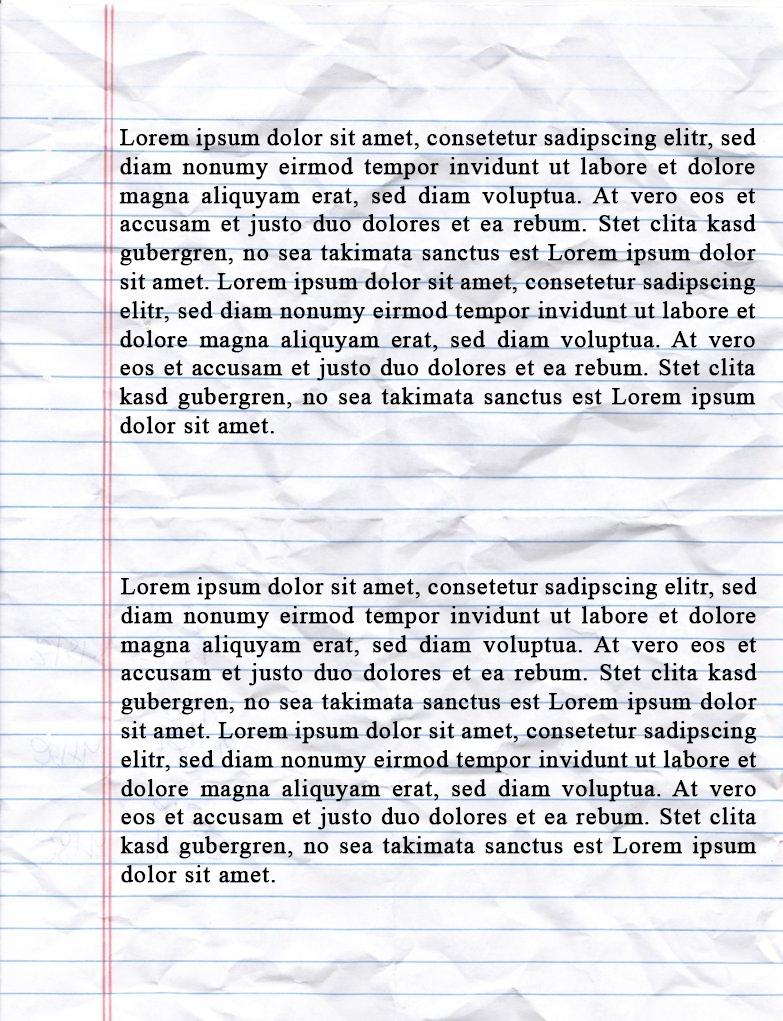 Lorem ipsum dolor sit amet, consetetur sadipscing elitr, sed
diam nonumy eirmod tempor invidunt ut labore et dolore
magna aliquyam erat, sed diam voluptua. At vero eos et
accusam et justo duo dolores et ea rebum. Stet clita kasd
gubergren, no sea takimata sanctus est Lorem ipsum dolor
sit amet. Lorem ipsum dolor sit amet, consetetur sadipscing
elitr, sed diam nonumy eirmod tempor invidunt ut labore et
dolore magna aliquyam erat, sed diam voluptua. At vero
eos et accusam et justo duo dolores et ea rebum. Stet clita
kasd gubergren, no sea takimata sanctus est Lorem ipsum
dolor sit amet.
Lorem ipsum dolor sit amet, consetetur sadipscing elitr, sed
diam nonumy eirmod tempor invidunt ut labore et dolore
magna aliquyam erat, sed diam voluptua. At vero eos et
accusam et justo duo dolores et ea rebum. Stet clita kasd
gubergren, no sea takimata sanctus est Lorem ipsum dolor
sit amet. Lorem ipsum dolor sit amet, consetetur sadipscing
elitr, sed diam nonumy eirmod tempor invidunt ut labore et
dolore magna aliquyam erat, sed diam voluptua. At vero
eos et accusam et justo duo dolores et ea rebum. Stet clita
kasd gubergren, no sea takimata sanctus est Lorem ipsum
dolor sit amet.